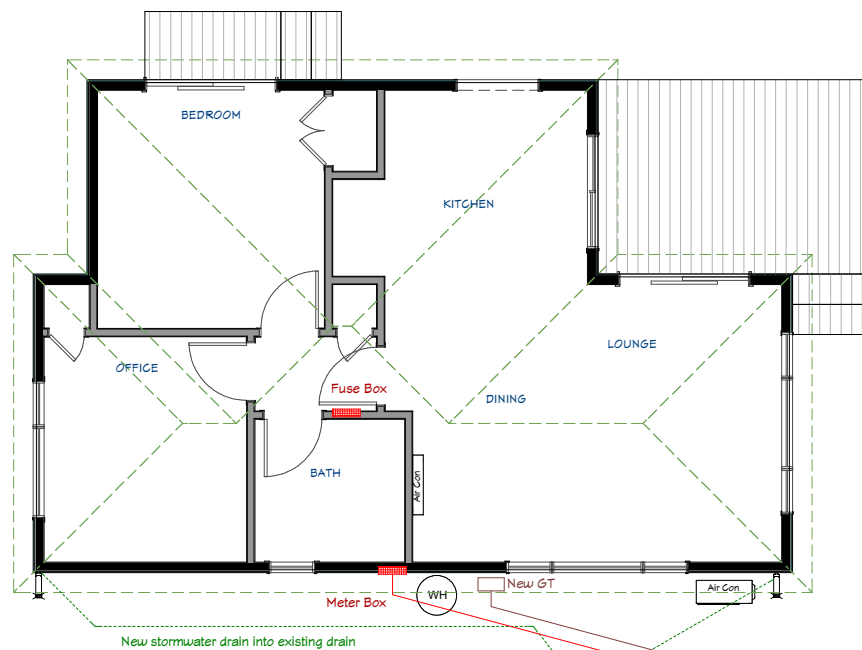 BEDROOM
KITCHEN
LOUNGE
OFFICE
Fuse Box
DINING
BATH
Air Con
New GT
Air Con
WH
Meter Box
New stormwater drain into existing drain